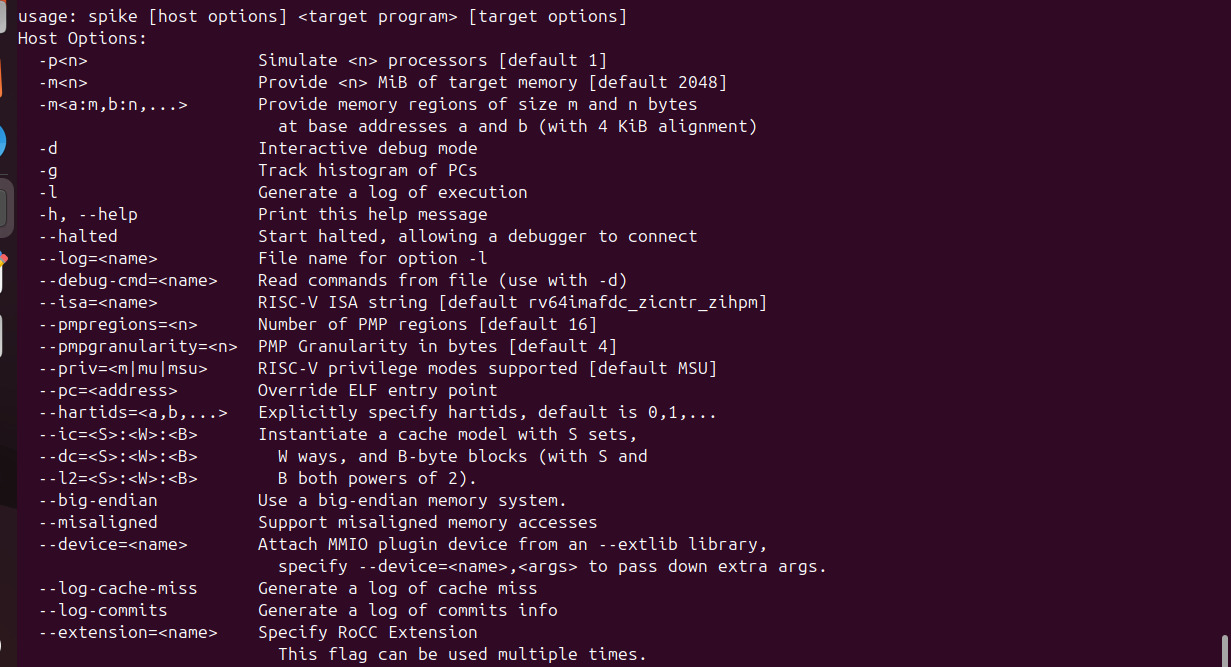 usage: spike [host options] <target program> [target options]
Host Options:
  -p<n>                 Simulate <n> processors [default 1]
  -m<n>                 Provide <n> MiB of target memory [default 2048]
  -m<a:m,b:n,...>       Provide memory regions of size m and n bytes
                          at base addresses a and b (with 4 KiB alignment)
  -d                    Interactive debug mode
  -g                    Track histogram of PCs
  -l                    Generate a log of execution
  -h, --help            Print this help message
  --halted              Start halted, allowing a debugger to connect
  --log=<name>          File name for option -l
  --debug-cmd=<name>    Read commands from file (use with -d)
  --isa=<name>          RISC-V ISA string [default rv64imafdc_zicntr_zihpm]
  --pmpregions=<n>      Number of PMP regions [default 16]
  --pmpgranularity=<n>  PMP Granularity in bytes [default 4]
  --priv=<m|mu|msu>     RISC-V privilege modes supported [default MSU]
  --pc=<address>        Override ELF entry point
  --hartids=<a,b,...>   Explicitly specify hartids, default is 0,1,...
  --ic=<S>:<W>:<B>      Instantiate a cache model with S sets,
  --dc=<S>:<W>:<B>        W ways, and B-byte blocks (with S and
  --l2=<S>:<W>:<B>        B both powers of 2).
  --big-endian          Use a big-endian memory system.
  --misaligned          Support misaligned memory accesses
  --device=<name>       Attach MMIO plugin device from an --extlib library,
                          specify --device=<name>,<args> to pass down extra args.
  --log-cache-miss      Generate a log of cache miss
  --log-commits         Generate a log of commits info
  --extension=<name>    Specify RoCC Extension
                          This flag can be used multiple times.